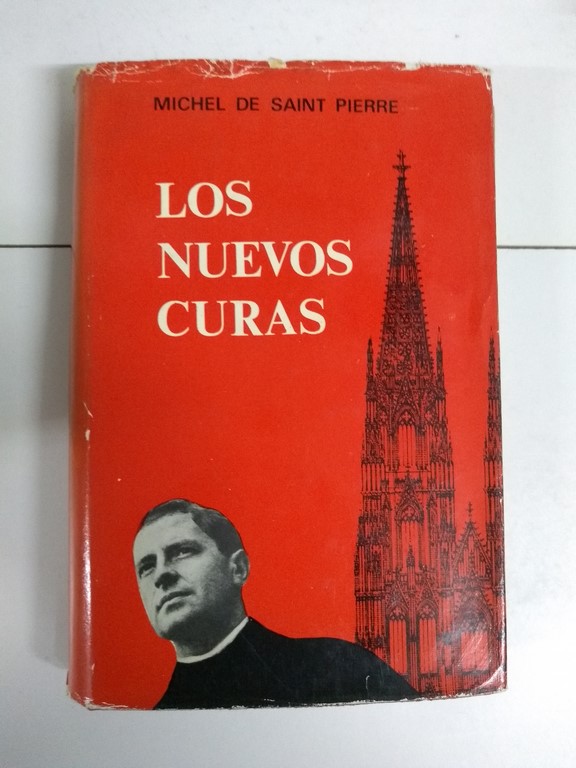 MICHEL DE SAINT PIERRE
LOS
NUEVOS
CURAS